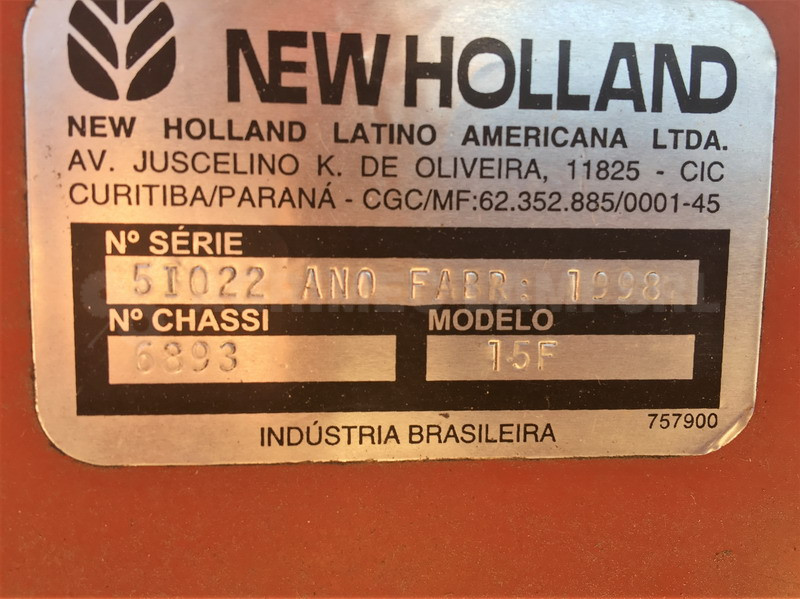 NEW HOLLAND
NEW HOLLAND LATINO AMERICANA LTDA.
AV. JUSCELINO K. DE OLIVEIRA, 11825 - CIC
CURITIBA/PARANÁ - CGC/MF:62.352.885/0001-45
Nº SÉRIE
5I022 ANO FABR: 1998
Nº CHASSI MODELO
6893 15F
INDÚSTRIA BRASILEIRA
757900